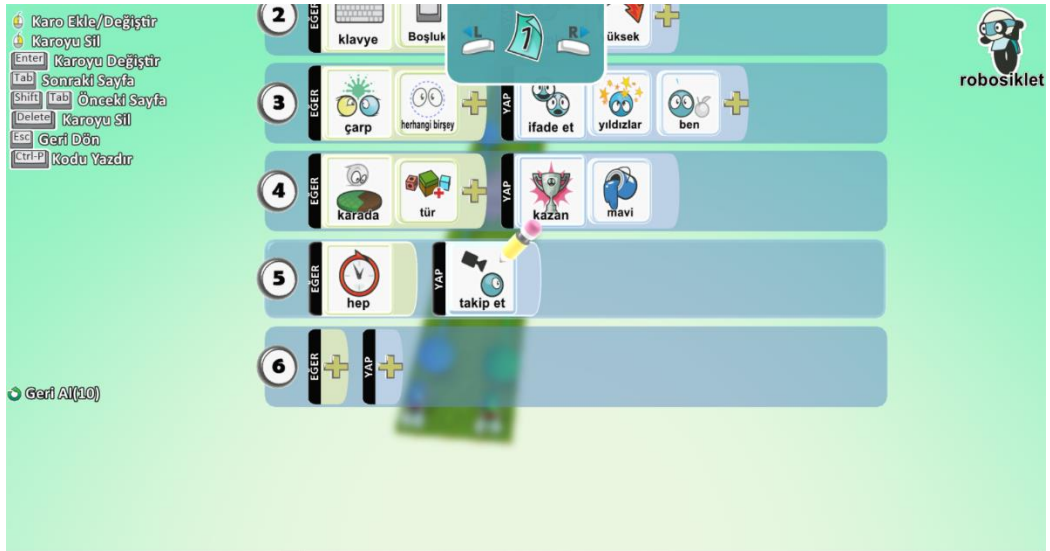 Karo Ekle/Değiştir
Karoyu Sil
Enter Karoyu Değiştir
Tab Sonraki Sayfa
Shift Tab Önceki Sayfa
Delete Karoyu Sil
Esc Geri Dön
Ctrl-P Kodu Yazdır
Geri Al(10)
L 1 R
robosiklet
2 EĞER klavye
3 EĞER çarp herhangi birşey YAP ifade et yıldızlar ben
4 EĞER karada tür YAP kazan mavi
5 EĞER hep YAP takip et
6 EĞER YAP